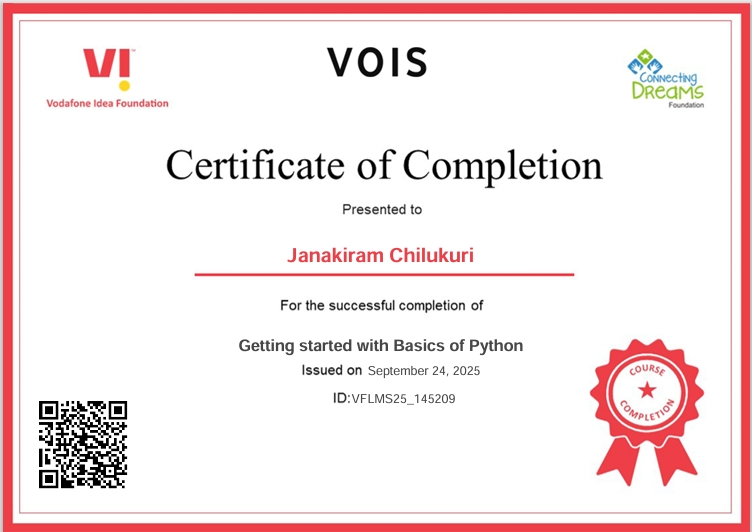 VI™
Vodafone Idea Foundation
VOIS
Connecting
Dreams
Foundation
Certificate of Completion
Presented to
Janakiram Chilukuri
For the successful completion of
Getting started with Basics of Python
Issued on September 24, 2025
ID:VFLMS25_145209
COURSE
COMPLETION